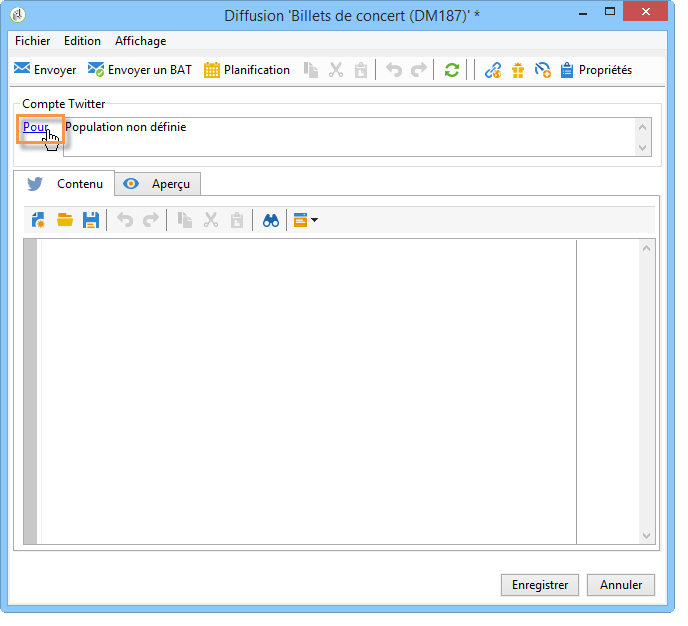 Diffusion 'Billets de concert (DM187)' *
Fichier Edition Affichage
Envoyer Envoyer un BAT Planification Propriétés
Compte Twitter
Pour Population non définie
Contenu Aperçu
Enregistrer Annuler